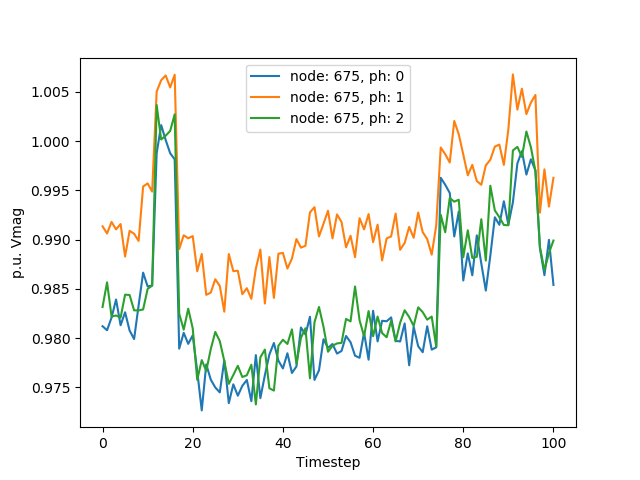 node: 675, ph: 0
node: 675, ph: 1
node: 675, ph: 2
1.005
1.000
0.995
0.990
0.985
0.980
0.975
p.u. Vmag
0 20 40 60 80 100
Timestep